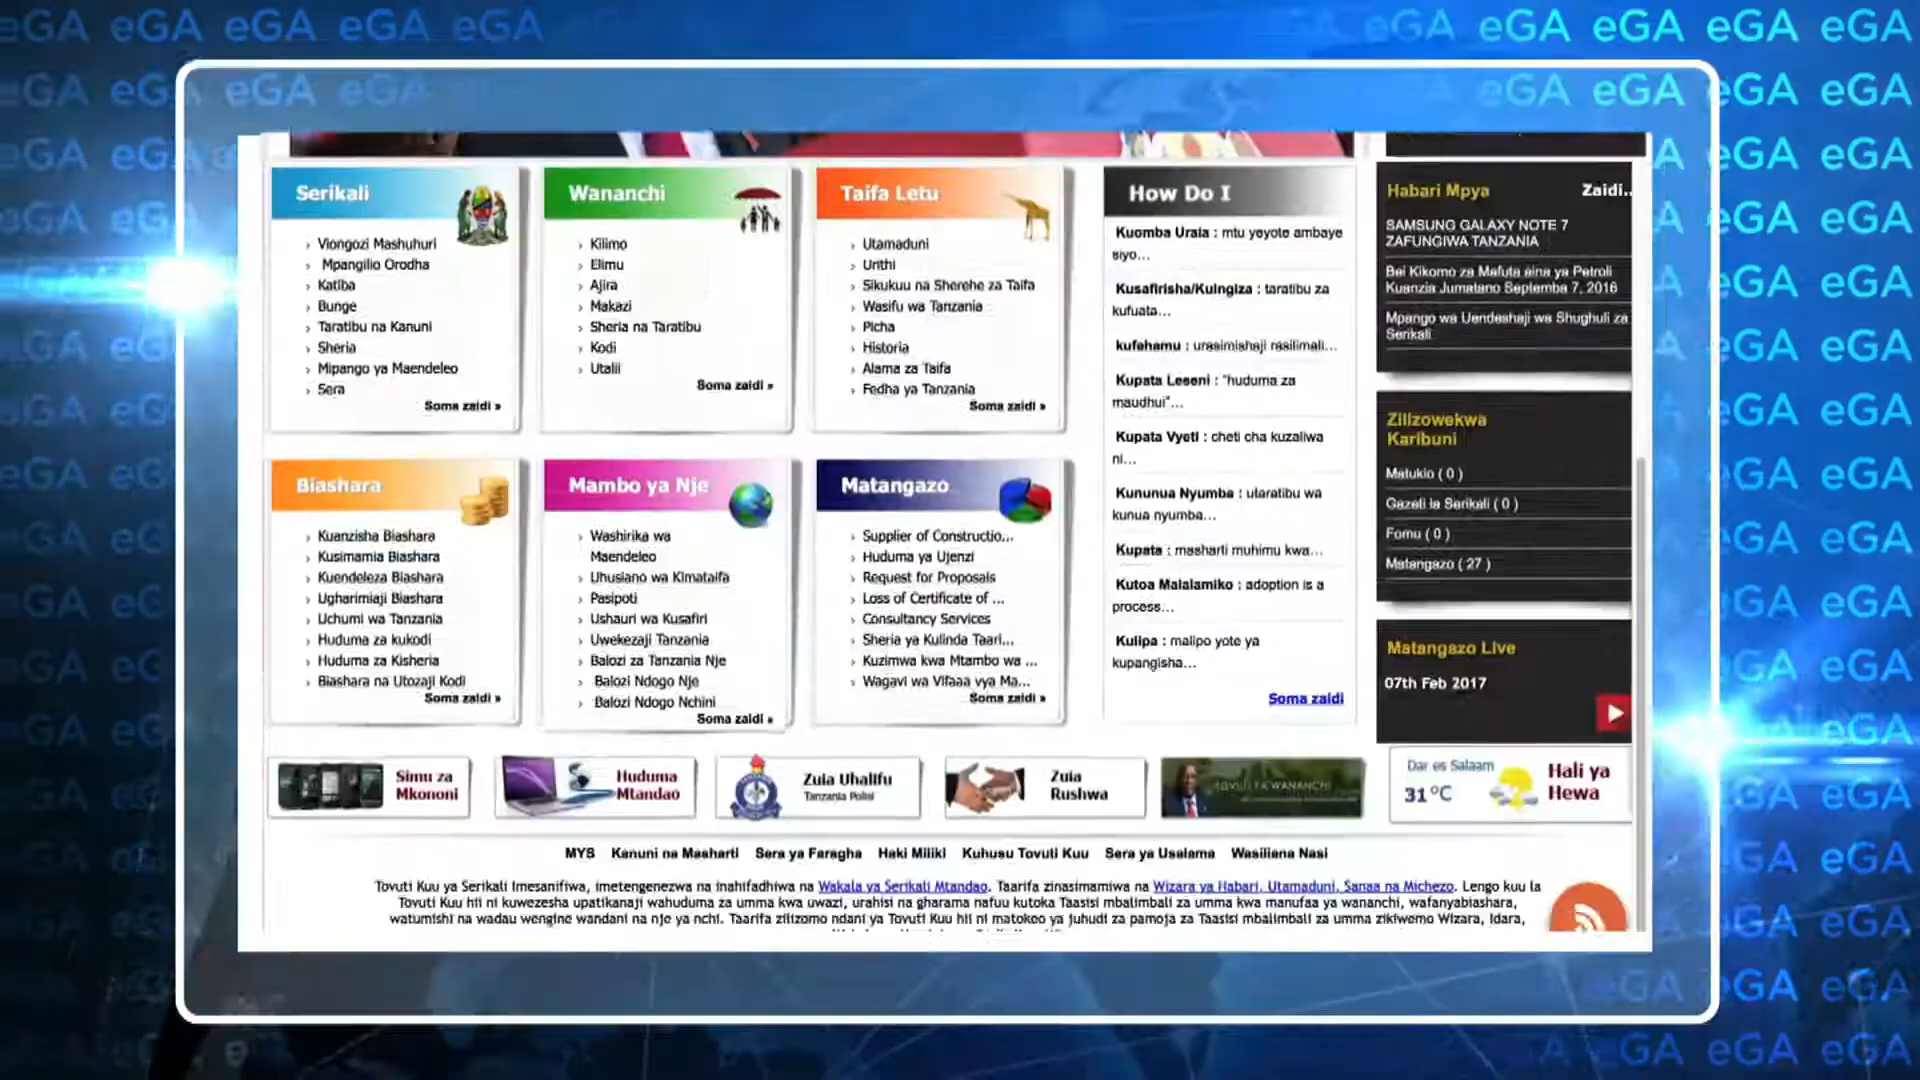 eGA eGA eGA eGA eGA
eGA eGA eGA eGA eGA
Serikali
Viongozi Mashuhuri
Mpangilio Orodha
Katiba
Bunge
Taratibu na Kanuni
Sheria
Mipango ya Maendeleo
Sera
Soma zaidi »
Wananchi
Kilimo
Elimu
Ajira
Makazi
Sheria na Taratibu
Kodi
Utalii
Soma zaidi »
Taifa Letu
Utamaduni
Urithi
Sikukuu na Sherehe za Taifa
Wasifu wa Tanzania
Picha
Historia
Alama za Taifa
Fedha ya Tanzania
Soma zaidi »
Biashara
Kuanzisha Biashara
Kusimamia Biashara
Kuendeleza Biashara
Ugharimiaji Biashara
Uchumi wa Tanzania
Huduma za kukodi
Huduma za Kisheria
Biashara na Utozaji Kodi
Soma zaidi »
Mambo ya Nje
Washirika wa
Maendeleo
Uhusiano wa Kimataifa
Pasipoti
Ushauri wa Kusafiri
Uwekezaji Tanzania
Balozi za Tanzania Nje
Balozi Ndogo Nje
Balozi Ndogo Nchini
Soma zaidi »
Matangazo
Supplier of Constructio...
Huduma ya Ujenzi
Request for Proposals
Loss of Certificate of ...
Consultancy Services
Sheria ya Kulinda Taari...
Kuzimwa kwa Mtambo wa ...
Wagavi wa Vifaaa vya Ma...
Soma zaidi »
How Do I
Kuomba Uraia : mtu yeyote ambaye
siyo...
Kusafirisha/Kuingiza : taratibu za
kufuata...
kufahamu : urasimishaji rasilimali...
Kupata Leseni : "huduma za
maudhui"...
Kupata Vyeti : cheti cha kuzaliwa
ni...
Kununua Nyumba : utaratibu wa
kunua nyumba...
Kupata : masharti muhimu kwa...
Kutoa Malalamiko : adoption is a
process...
Kulipa : malipo yote ya
kupangisha...
Soma zaidi
Habari Mpya Zaidi..
SAMSUNG GALAXY NOTE 7
ZAFUNGIWA TANZANIA
Bei Kikomo za Mafuta aina ya Petroli
Kuanzia Jumatano Septemba 7, 2016
Mpango wa Uendeshaji wa Shughuli za
Serikali
Zilizowekwa
Karibuni
Matukio ( 0 )
Gazeti la Serikali ( 0 )
Fomu ( 0 )
Matangazo ( 27 )
Matangazo Live
07th Feb 2017
Simu za
Mkononi
Huduma
Mtandao
Zuia Uhalifu
Tanzania Polisi
Zuia
Rushwa
TOVUTI YA WANANCHI
Dar es Salaam
31°C
Hali ya
Hewa
MYS Kanuni na Masharti Sera ya Faragha Haki Miliki Kuhusu Tovuti Kuu Sera ya Usalama Wasiliana Nasi
Tovuti Kuu ya Serikali Imesanifiwa, imetengenezwa na inahifadhiwa na Wakala ya Serikali Mtandao. Taarifa zinasimamiwa na Wizara ya Habari, Utamaduni, Sanaa na Michezo. Lengo kuu la
Tovuti Kuu hii ni kuwezesha upatikanaji wahuduma za umma kwa uwazi, urahisi na gharama nafuu kutoka Taasisi mbalimbali za umma kwa manufaa ya wananchi, wafanyabiashara,
watumishi na wadau wengine wandani na nje ya nchi. Taarifa zilizomo ndani ya Tovuti Kuu hii ni matokeo ya juhudi za pamoja za Taasisi mbalimbali za umma zikiwemo Wizara, Idara,